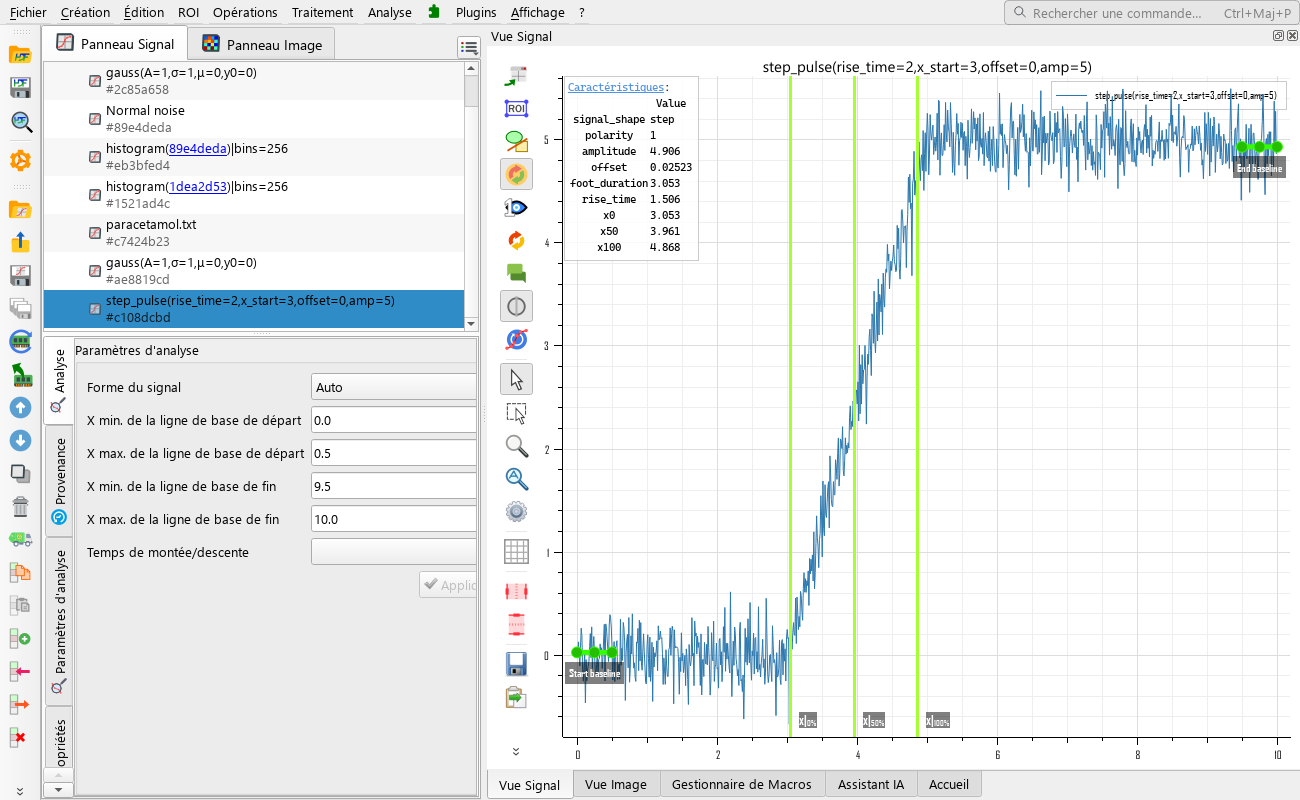 Fichier Création Édition ROI Opérations Traitement Analyse Plugins Affichage ?
Rechercher une commande... Ctrl+Maj+P
Panneau Signal Panneau Image
gauss(A=1,σ=1,μ=0,y0=0)
#2c85a658
Normal noise
#89e4deda
histogram(89e4deda)|bins=256
#eb3bfed4
histogram(1dea2d53)|bins=256
#1521ad4c
paracetamol.txt
#c7424b23
gauss(A=1,σ=1,μ=0,y0=0)
#ae8819cd
step_pulse(rise_time=2,x_start=3,offset=0,amp=5)
#c108dcbd
Analyse
Provenance
Paramètres d'analyse
opriétés
Paramètres d'analyse
Forme du signal Auto
X min. de la ligne de base de départ 0.0
X max. de la ligne de base de départ 0.5
X min. de la ligne de base de fin 9.5
X max. de la ligne de base de fin 10.0
Temps de montée/descente
Applic
Vue Signal
ROI
step_pulse(rise_time=2,x_start=3,offset=0,amp=5)
step_pulse(rise_time=2,x_start=3,offset=0,amp=5)
Caractéristiques:
Value
signal_shape step
polarity 1
amplitude 4.906
offset 0.02523
foot_duration 3.053
rise_time 1.506
x0 3.053
x50 3.961
x100 4.868
5
4
3
2
1
0
End baseline
Start baseline
x|0%
x|50%
x|100%
0 2 4 6 8 10
Vue Signal Vue Image Gestionnaire de Macros Assistant IA Accueil